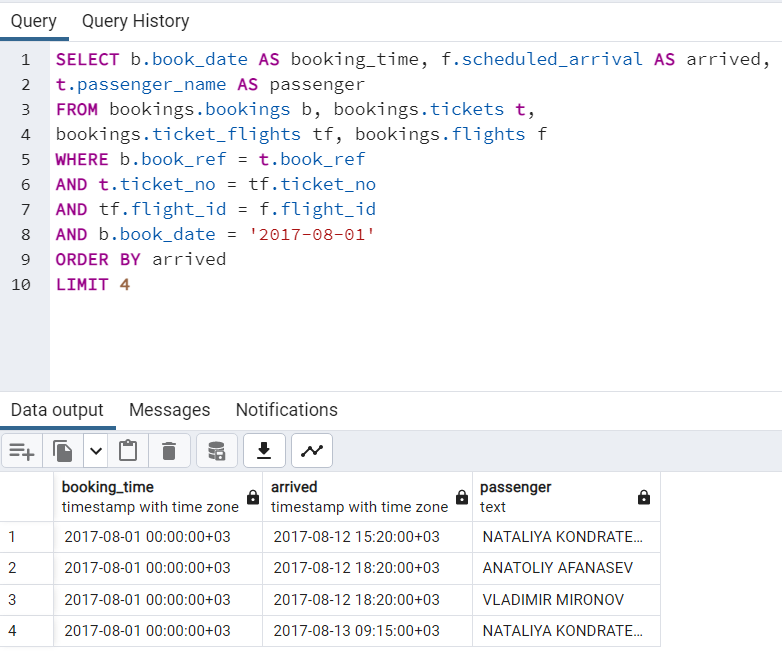 Query Query History
1 SELECT b.book_date AS booking_time, f.scheduled_arrival AS arrived,
2 t.passenger_name AS passenger
3 FROM bookings.bookings b, bookings.tickets t,
4 bookings.ticket_flights tf, bookings.flights f
5 WHERE b.book_ref = t.book_ref
6 AND t.ticket_no = tf.ticket_no
7 AND tf.flight_id = f.flight_id
8 AND b.book_date = '2017-08-01'
9 ORDER BY arrived
10 LIMIT 4
Data output Messages Notifications
booking_time arrived passenger
timestamp with time zone timestamp with time zone text
1 2017-08-01 00:00:00+03 2017-08-12 15:20:00+03 NATALIYA KONDRATE…
2 2017-08-01 00:00:00+03 2017-08-12 18:20:00+03 ANATOLIY AFANASEV
3 2017-08-01 00:00:00+03 2017-08-12 18:20:00+03 VLADIMIR MIRONOV
4 2017-08-01 00:00:00+03 2017-08-13 09:15:00+03 NATALIYA KONDRATE…